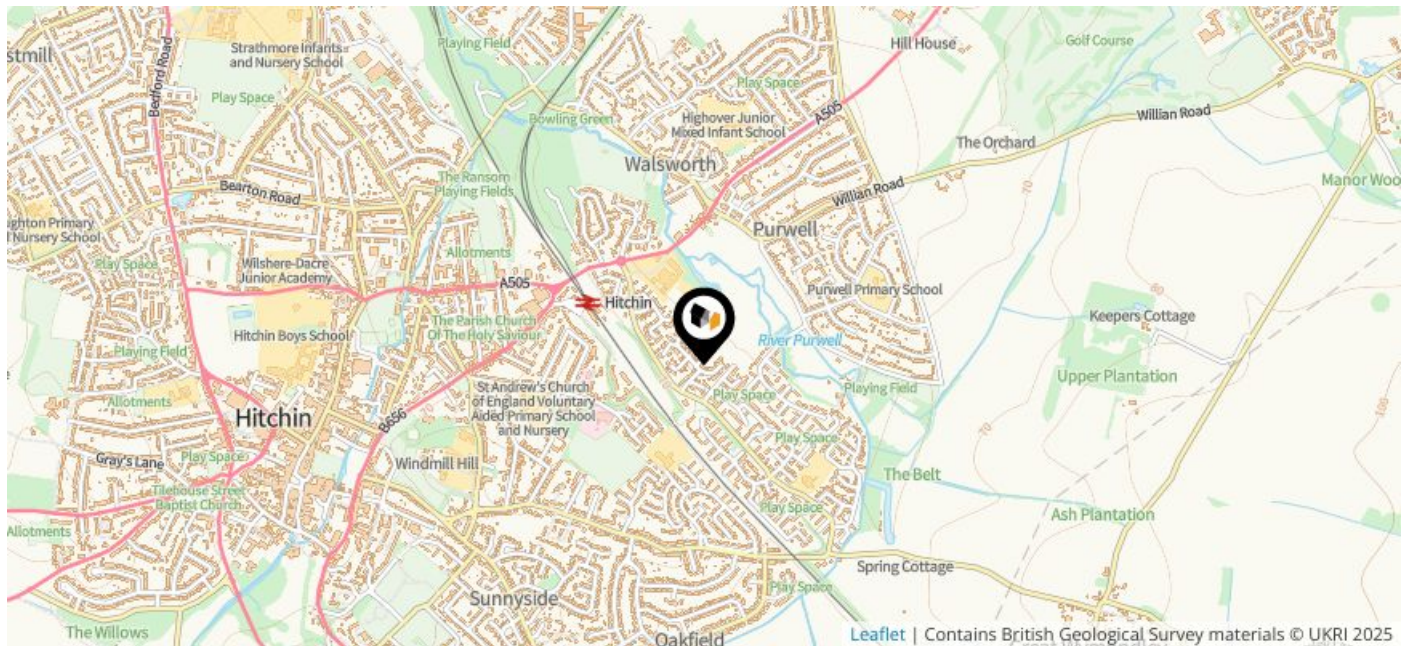 stmill
Bedford Road
Strathmore Infants
and Nursery School
Playing Field
Hill House
Golf Course
Play Space
Play Space
Bowling Green
Highover Junior
Mixed Infant School
A505
Willian Road
The Orchard
Walsworth
The Ransom
Playing Fields
Bearton Road
Willian Road
70
Manor Woo
ghton Primary
l Nursery School
Purwell
Allotments
Play Space
Wilshere-Dacre
Junior Academy
A505
Hitchin
Purwell Primary School
Keepers Cottage
Hitchin Boys School
The Parish Church
Of The Holy Saviour
River Purwell
Playing Field
Upper Plantation
Allotments
St Andrew's Church
of England Voluntary
Aided Primary School
and Nursery
Play Space
Playing Field
100
Hitchin
B656
70
Play Space
Gray's Lane
Play Space
Windmill Hill
The Belt
Tilehouse Street
Baptist Church
Play Space
Ash Plantation
Allotments
Spring Cottage
Play Space
Sunnyside
The Willows
Oakfield
Leaflet | Contains British Geological Survey materials © UKRI 2025